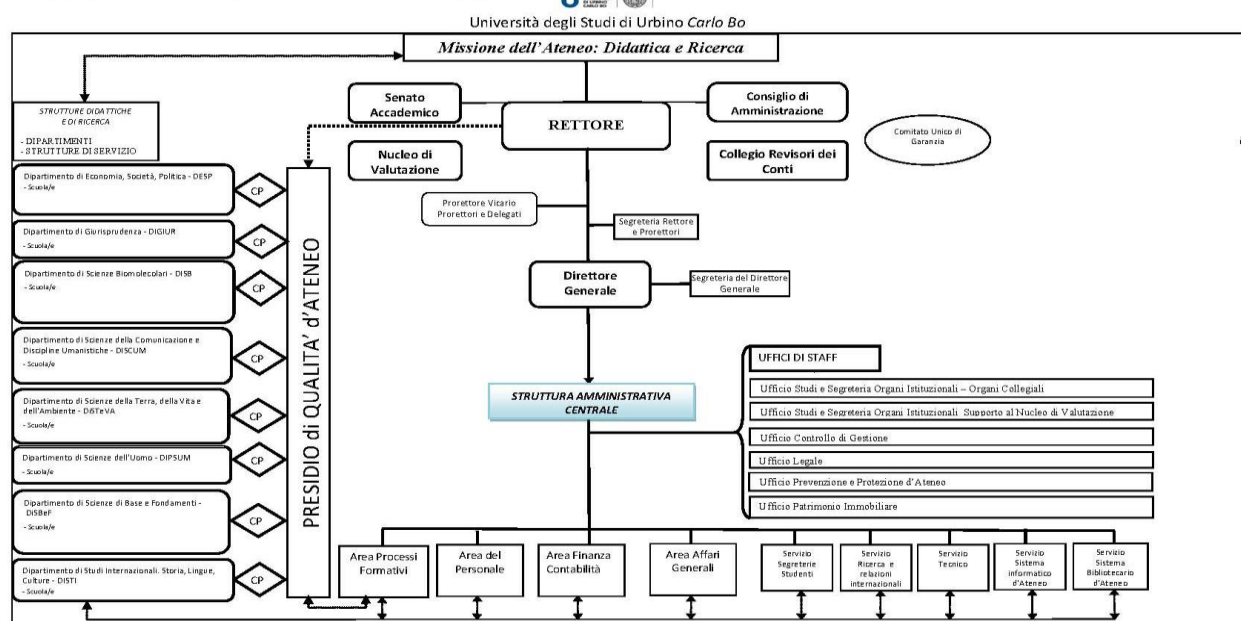 DI URBINO
CARLO BO
Università degli Studi di Urbino Carlo Bo
Missione dell'Ateneo: Didattica e Ricerca
STRUTTURE DIDATTICHE
E DI RICERCA
- DIPARTIMENTI
- STRUTTURE DI SERVIZIO
Senato
Accademico
Consiglio di
Amministrazione
RETTORE
Comitato Unico di
Garanzia
Nucleo di
Valutazione
Collegio Revisori dei
Conti
Dipartimento di Economia, Società, Politica - DESP
- Scuola/e
CP
Dipartimento di Giurisprudenza - DIGIUR
- Scuola/e
CP
Dipartimento di Scienze Biomolecolari - DISB
- Scuola/e
CP
Dipartimento di Scienze della Comunicazione e
Discipline Umanistiche - DISCUM
- Scuola/e
CP
Dipartimento di Scienze della Terra, della Vita e
dell'Ambiente - DiSTeVA
- Scuola/e
CP
Dipartimento di Scienze dell'Uomo - DIPSUM
- Scuola/e
CP
Dipartimento di Scienze di Base e Fondamenti -
DiSBeF
- Scuola/e
CP
Dipartimento di Studi Internazionali. Storia, Lingue,
Culture - DISTI
- Scuola/e
CP
PRESIDIO di QUALITA' d'ATENEO
Prorettore Vicario
Prorettori e Delegati
Segreteria Rettore
e Prorettori
Direttore
Generale
Segreteria del Direttore
Generale
STRUTTURA AMMINISTRATIVA
CENTRALE
UFFICI DI STAFF
Ufficio Studi e Segreteria Organi Istituzionali – Organi Collegiali
Ufficio Studi e Segreteria Organi Istituzionali Supporto al Nucleo di Valutazione
Ufficio Controllo di Gestione
Ufficio Legale
Ufficio Prevenzione e Protezione d'Ateneo
Ufficio Patrimonio Immobiliare
Area Processi
Formativi
Area del
Personale
Area Finanza
Contabilità
Area Affari
Generali
Servizio
Segreterie
Studenti
Servizio
Ricerca e
relazioni
internazionali
Servizio
Tecnico
Servizio
Sistema
informatico
d'Ateneo
Servizio
Sistema
Bibliotecario
d'Ateneo